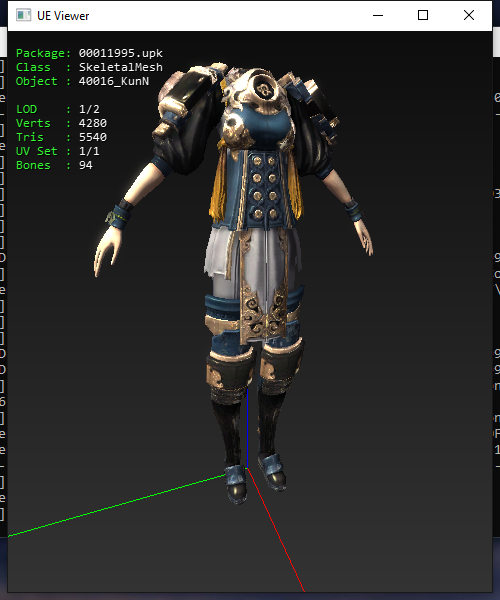 UE Viewer
Package: 00011995.upk
Class : SkeletalMesh
Object : 40016_KunN
LOD : 1/2
Verts : 4280
Tris : 5540
UV Set : 1/1
Bones : 94